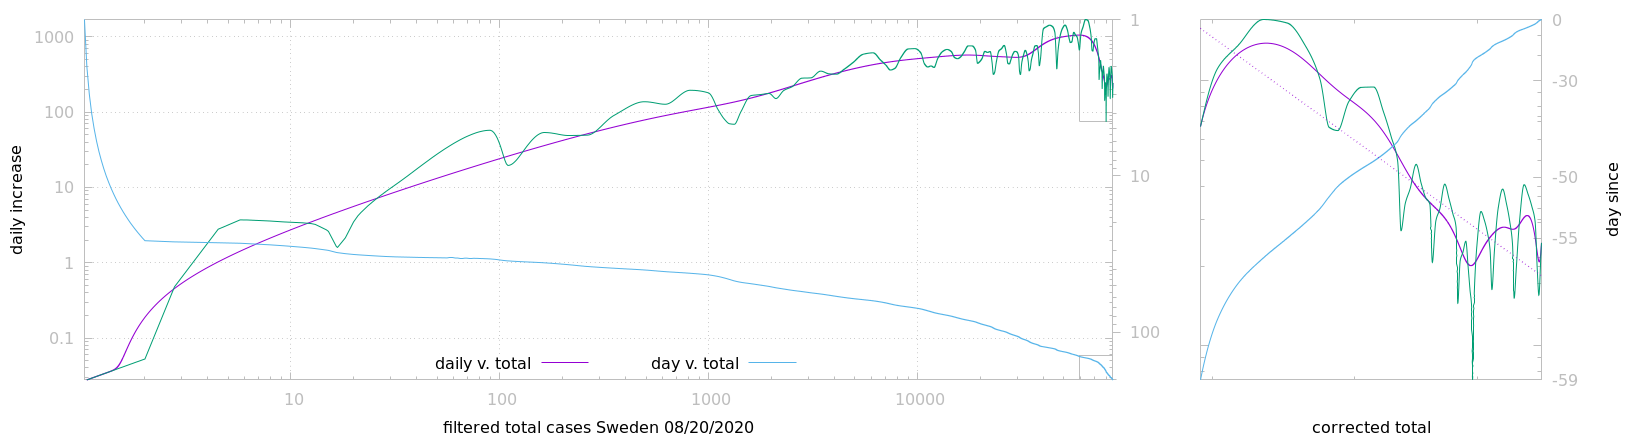 daily increase
1000
100
10
1
0.1
10
100
1000
10000
1
10
100
daily v. total
day v. total
filtered total cases Sweden 08/20/2020
0
-30
-50
-55
-59
day since
corrected total